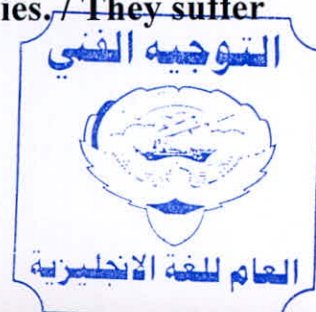 ies. / They suffer
التوجيه الفني
العام للغة الانجليزية